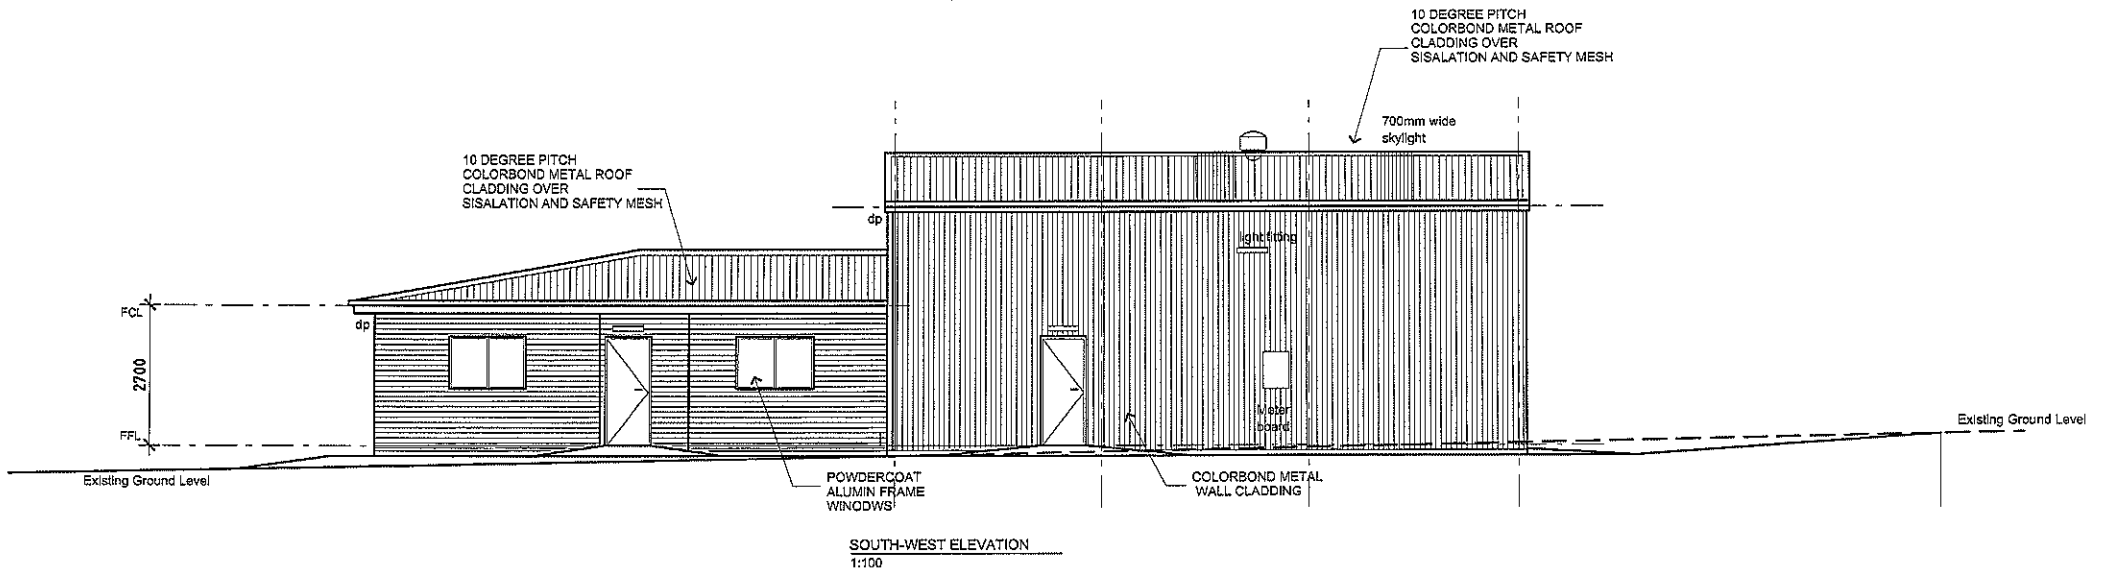 10 DEGREE PITCH
COLORBOND METAL ROOF
CLADDING OVER
SISALATION AND SAFETY MESH
700mm wide
skylight
10 DEGREE PITCH
COLORBOND METAL ROOF
CLADDING OVER
SISALATION AND SAFETY MESH
dp
light fitting
FCL
dp
2700
FFL
Meter
board
Existing Ground Level
Existing Ground Level
POWDERCOAT
ALUMIN FRAME
WINODWS
COLORBOND METAL
WALL CLADDING
SOUTH-WEST ELEVATION
1:100